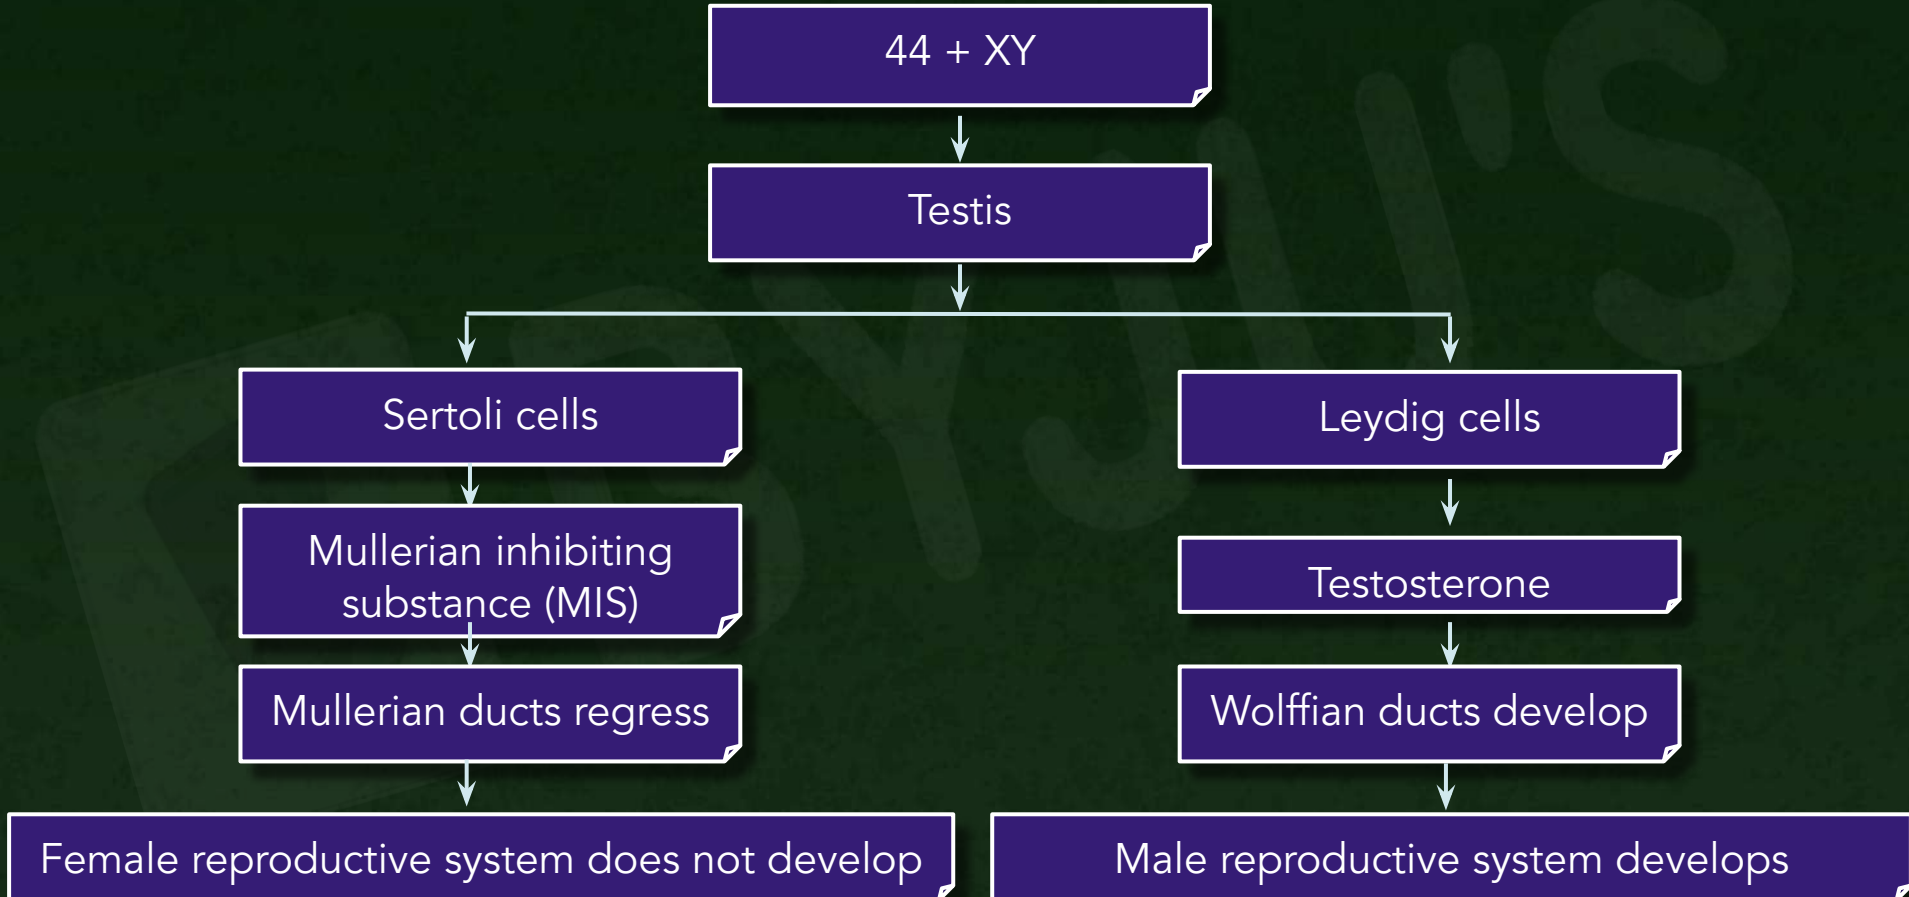 44 + XY
Testis
Sertoli cells
Mullerian inhibiting
substance (MIS)
Mullerian ducts regress
Female reproductive system does not develop
Leydig cells
Testosterone
Wolffian ducts develop
Male reproductive system develops
BYJU'S